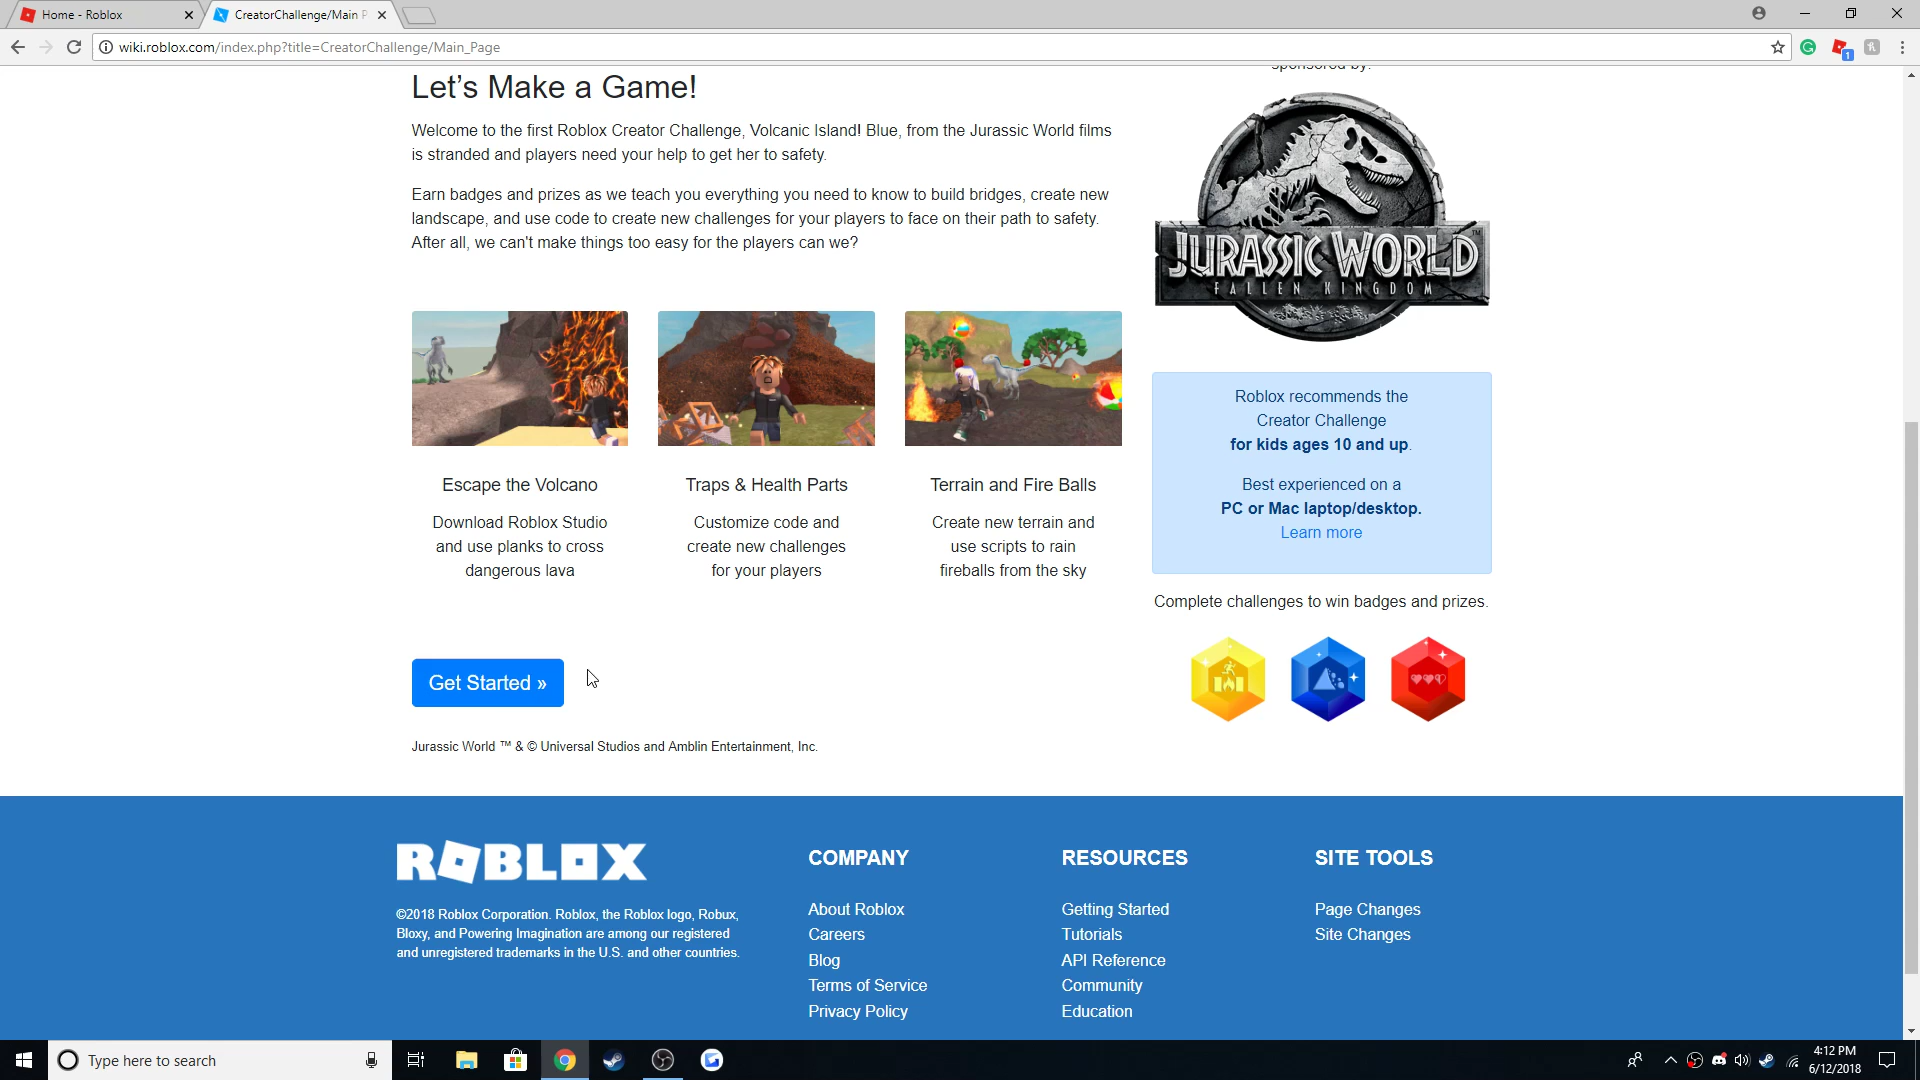 Home - Roblox
CreatorChallenge/Main P
wiki.roblox.com/index.php?title=CreatorChallenge/Main_Page
1
sponsored by:
Let's Make a Game!
Welcome to the first Roblox Creator Challenge, Volcanic Island! Blue, from the Jurassic World films
is stranded and players need your help to get her to safety.
Earn badges and prizes as we teach you everything you need to know to build bridges, create new
landscape, and use code to create new challenges for your players to face on their path to safety.
After all, we can't make things too easy for the players can we?
JURASSIC WORLD™
FALLEN KINGDOM
Escape the Volcano
Download Roblox Studio
and use planks to cross
dangerous lava
Traps & Health Parts
Customize code and
create new challenges
for your players
Terrain and Fire Balls
Create new terrain and
use scripts to rain
fireballs from the sky
Roblox recommends the
Creator Challenge
for kids ages 10 and up.
Best experienced on a
PC or Mac laptop/desktop.
Learn more
Complete challenges to win badges and prizes.
Get Started »
Jurassic World ™ & © Universal Studios and Amblin Entertainment, Inc.
ROBLOX
©2018 Roblox Corporation. Roblox, the Roblox logo, Robux,
Bloxy, and Powering Imagination are among our registered
and unregistered trademarks in the U.S. and other countries.
COMPANY
About Roblox
Careers
Blog
Terms of Service
Privacy Policy
RESOURCES
Getting Started
Tutorials
API Reference
Community
Education
SITE TOOLS
Page Changes
Site Changes
Type here to search
4:12 PM
6/12/2018